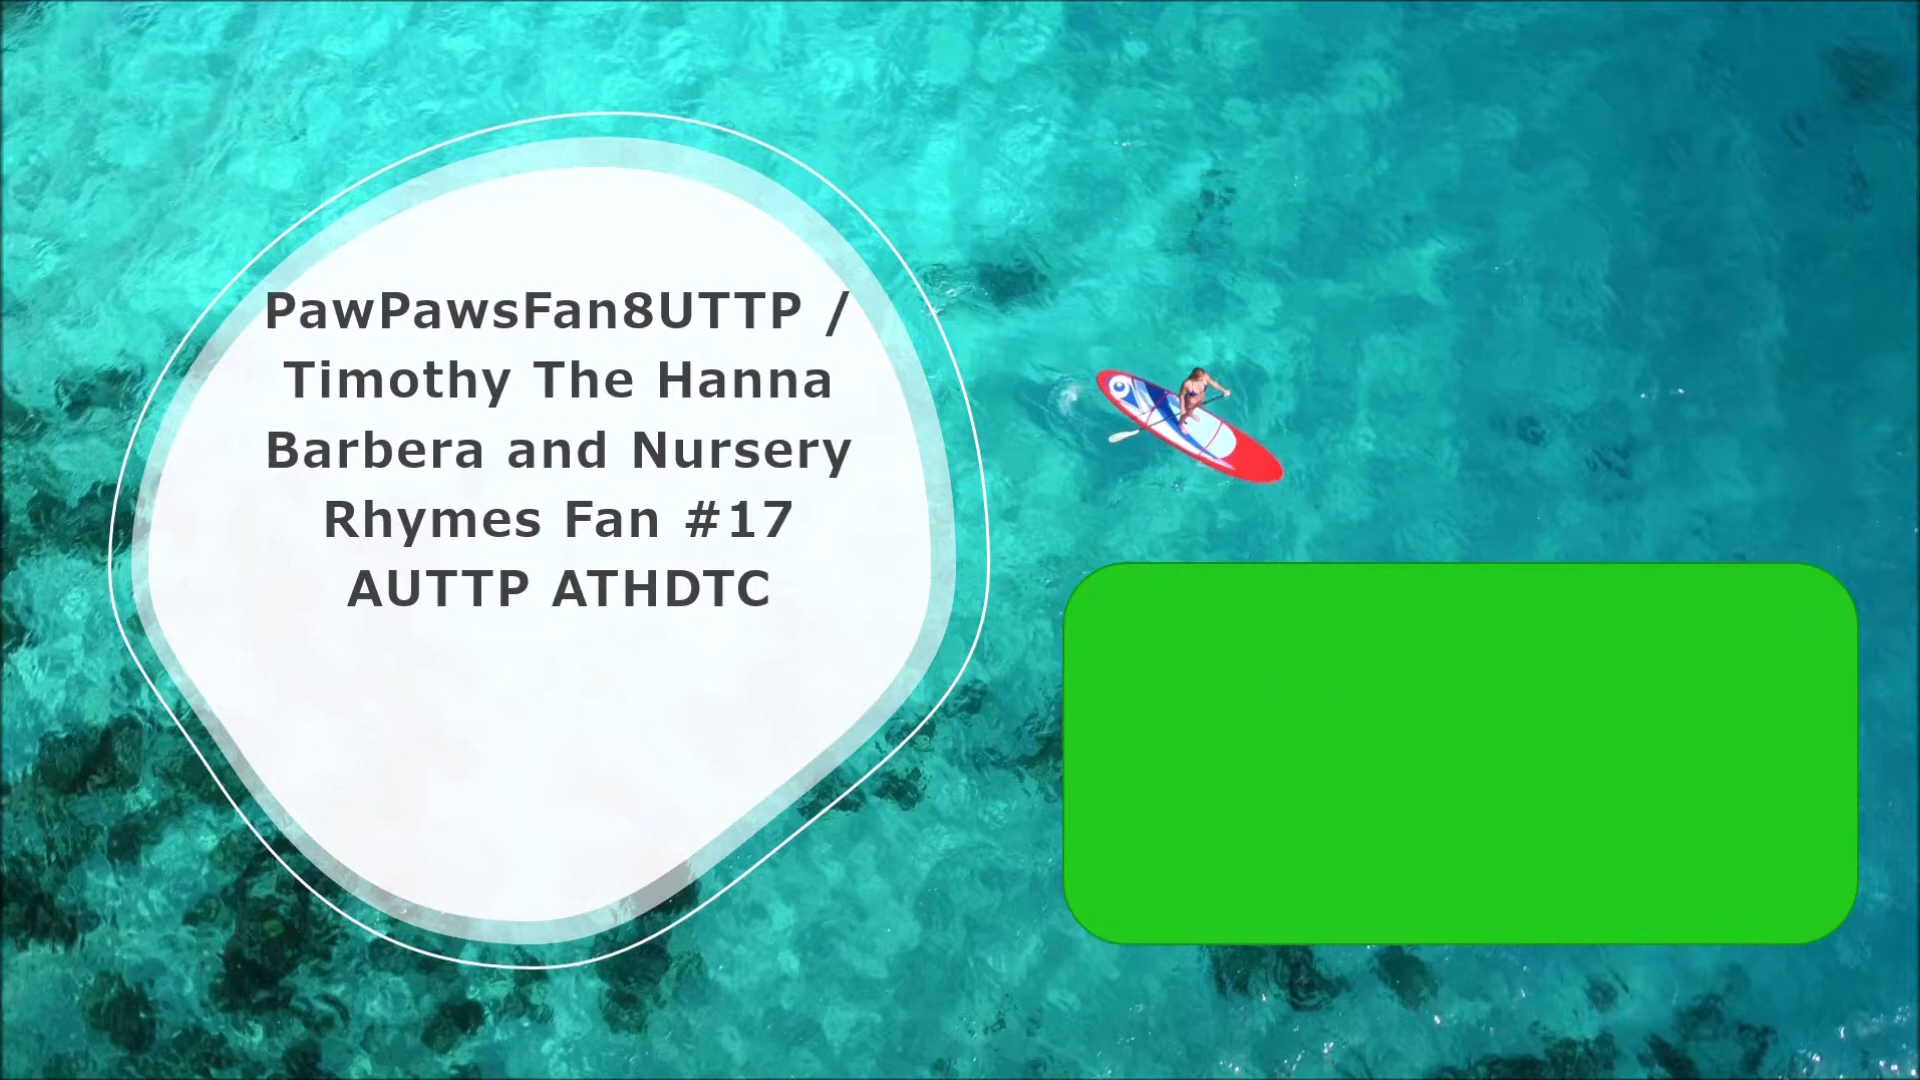 PawPawsFan8UTTP /
Timothy The Hanna
Barbera and Nursery
Rhymes Fan #17
AUTTP ATHDTC